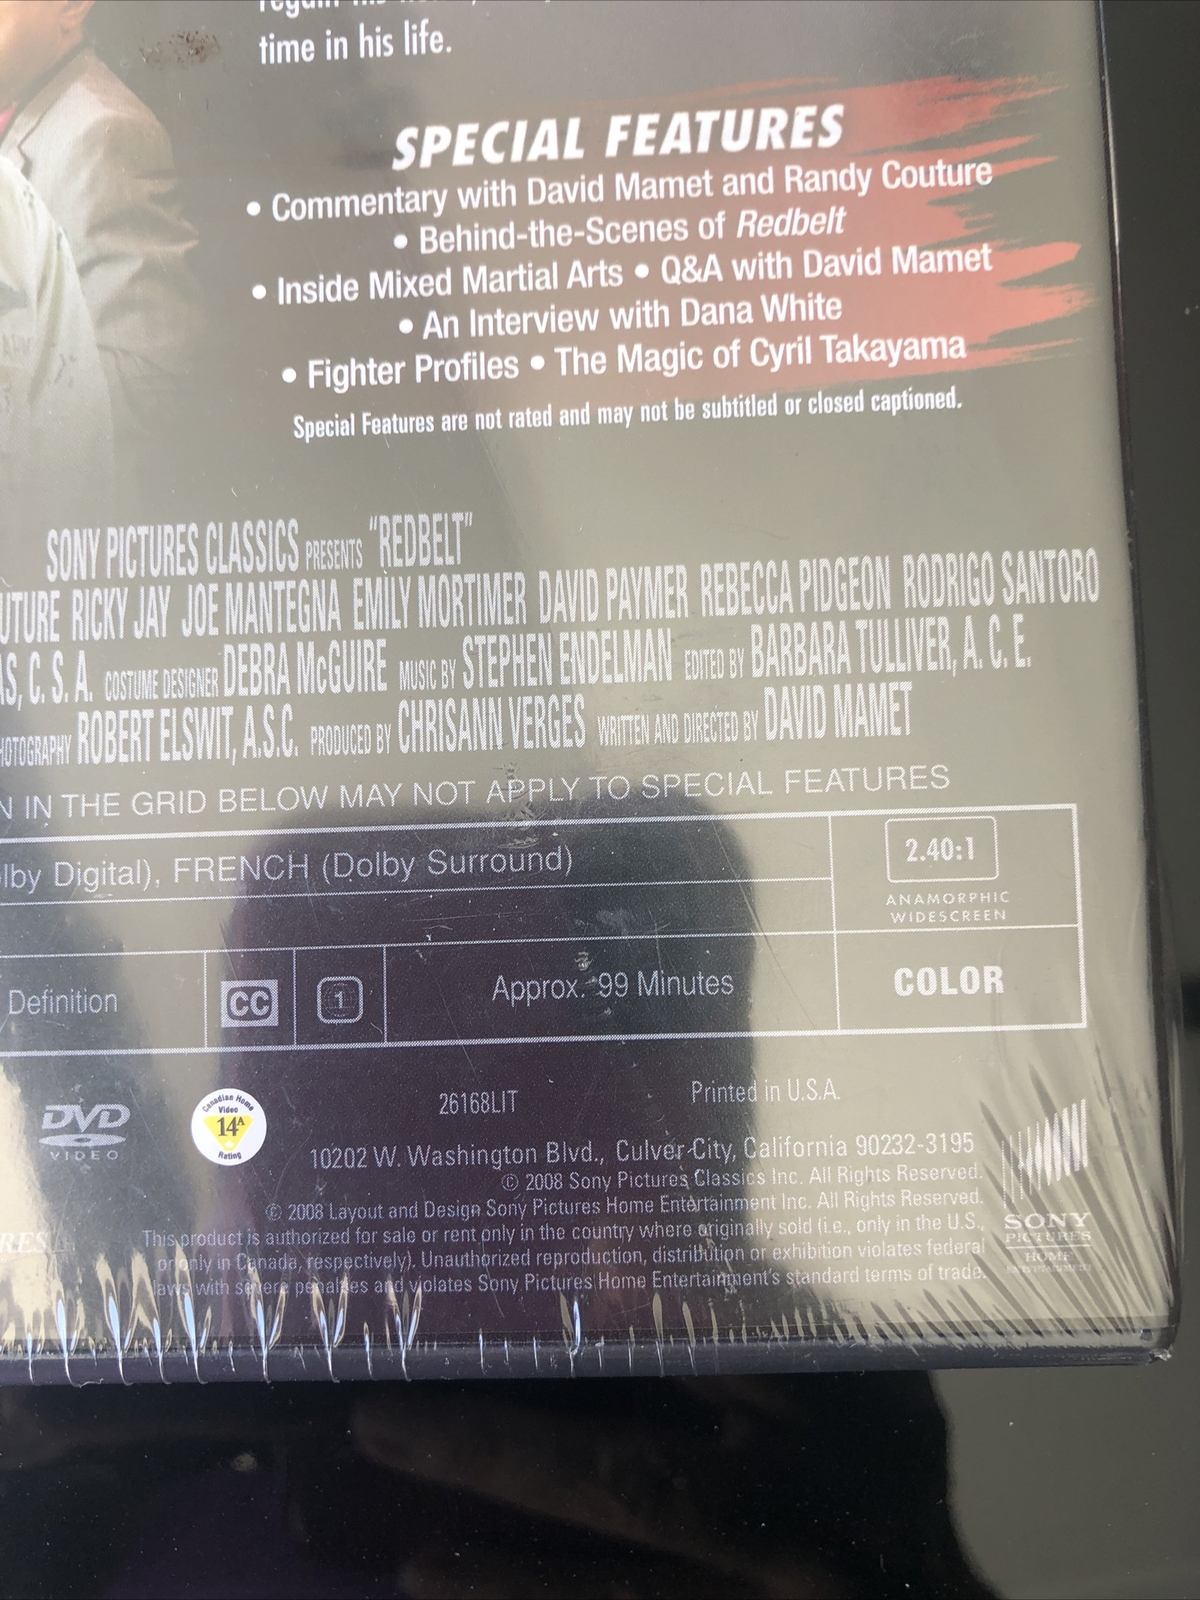 time in his life.
SPECIAL FEATURES
• Commentary with David Mamet and Randy Couture
• Behind-the-Scenes of Redbelt
• Inside Mixed Martial Arts • Q&A with David Mamet
• An Interview with Dana White
• Fighter Profiles • The Magic of Cyril Takayama
Special Features are not rated and may not be subtitled or closed captioned.
SONY PICTURES CLASSICS PRESENTS "REDBELT"
UTURE RICKY JAY JOE MANTEGNA EMILY MORTIMER DAVID PAYMER REBECCA PIDGEON RODRIGO SANTORO
AS, C. S. A. COSTUME DESIGNER DEBRA McGUIRE MUSIC BY STEPHEN ENDELMAN EDITED BY BARBARA TULLIVER, A. C. E.
HOTOGRAPHY ROBERT ELSWIT, A.S.C. PRODUCED BY CHRISANN VERGES WRITTEN AND DIRECTED BY DAVID MAMET
N IN THE GRID BELOW MAY NOT APPLY TO SPECIAL FEATURES
lby Digital), FRENCH (Dolby Surround)
2.40:1
ANAMORPHIC
WIDESCREEN
Definition
CC
1
Approx. 99 Minutes
COLOR
DVD
VIDEO
Canadian Home
Video
14A
Rating
26168LIT
Printed in U.S.A.
10202 W. Washington Blvd., Culver City, California 90232-3195
© 2008 Sony Pictures Classics Inc. All Rights Reserved.
© 2008 Layout and Design Sony Pictures Home Entertainment Inc. All Rights Reserved.
This product is authorized for sale or rent only in the country where originally sold (i.e., only in the U.S.,
or only in Canada, respectively). Unauthorized reproduction, distribution or exhibition violates federal
laws with severe penalties and violates Sony Pictures Home Entertainment's standard terms of trade.
SONY
PICTURES
HOME
ENTERTAINMENT